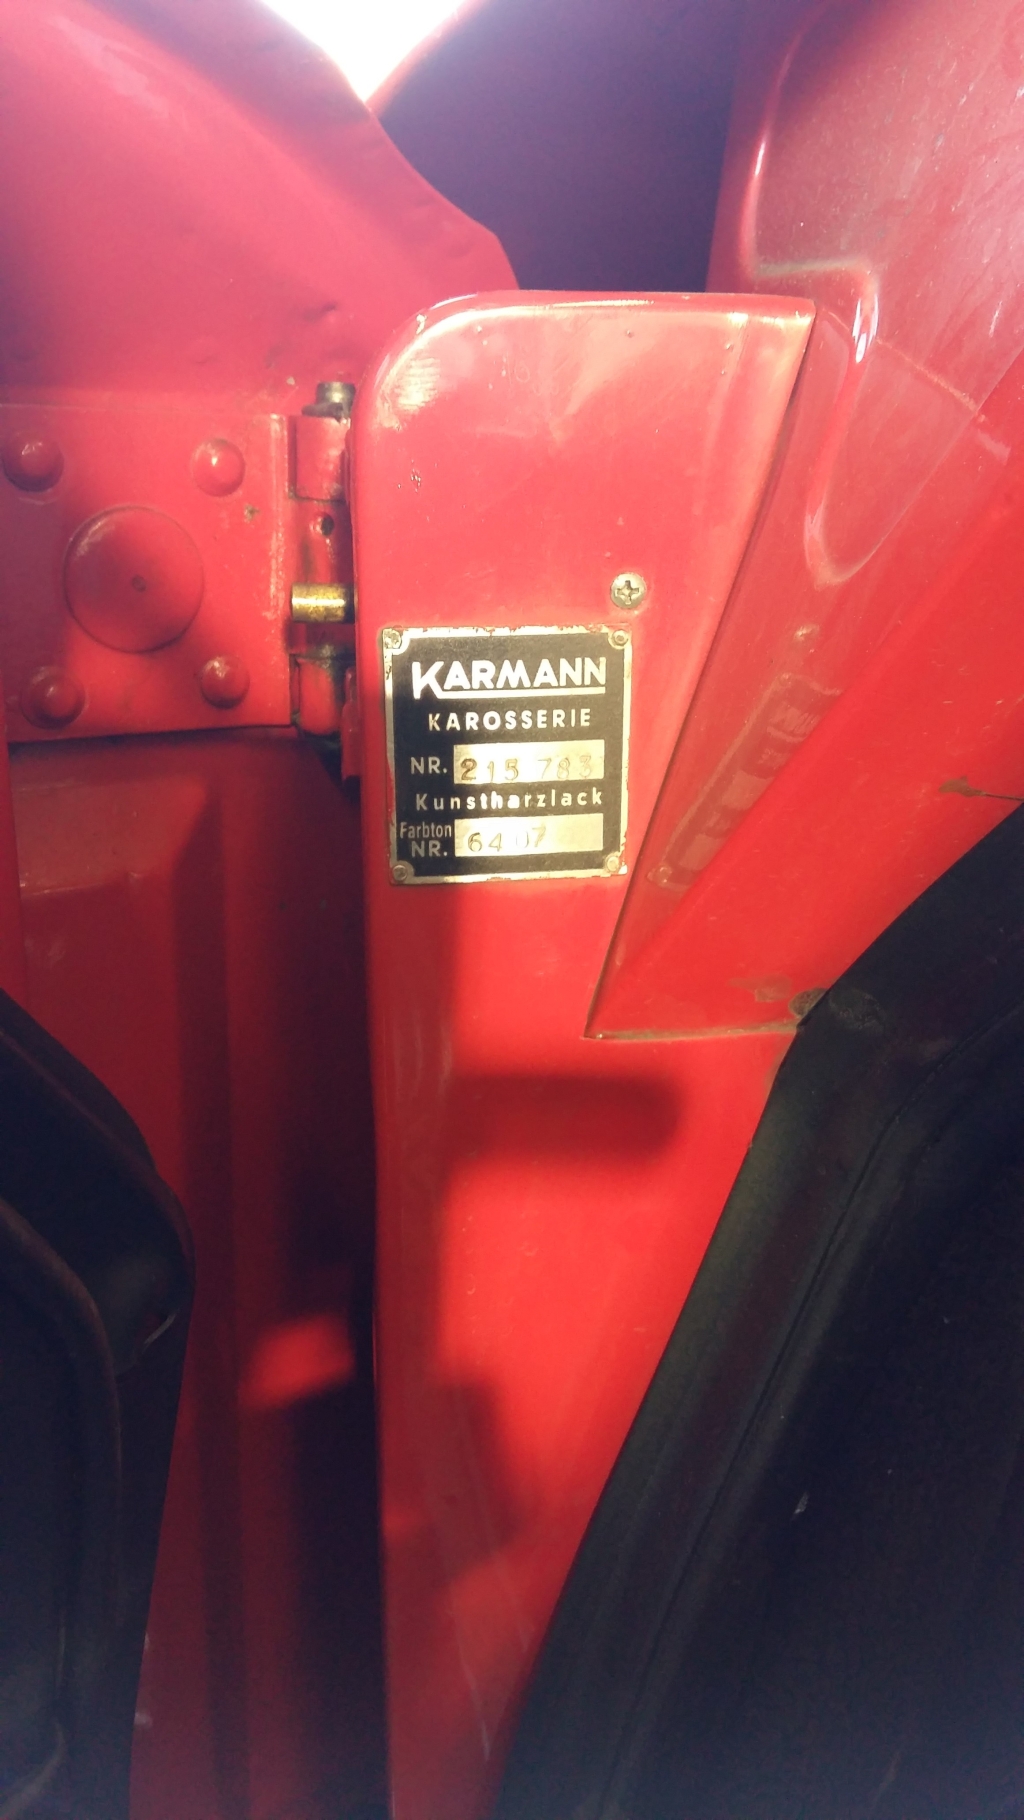 KARMANN
KAROSSERIE
NR. 215 783
Kunstharzlack
Farbton
NR. 6407